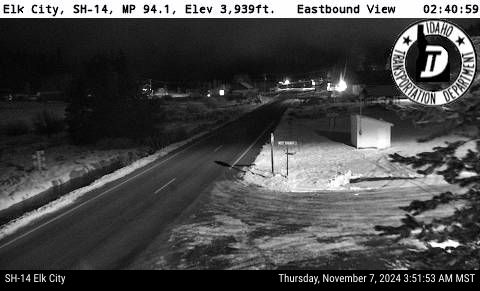 Elk City, SH-14, MP 94.1, Elev 3,939ft.   Eastbound View   02:40:59
IDAHO
TRANSPORTATION DEPARTMENT
SH-14 Elk City   Thursday, November 7, 2024 3:51:53 AM MST